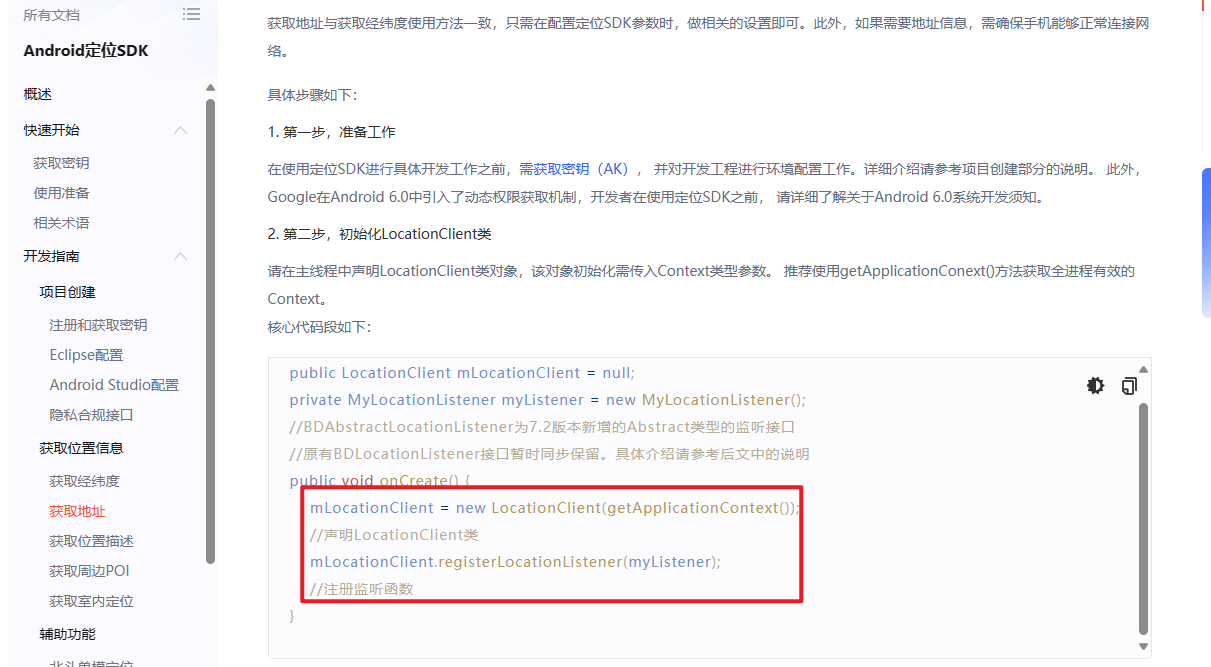 所有文档
Android定位SDK
概述
快速开始
获取密钥
使用准备
相关术语
开发指南
项目创建
注册和获取密钥
Eclipse配置
Android Studio配置
隐私合规接口
获取位置信息
获取经纬度
获取地址
获取位置描述
获取周边POI
获取室内定位
辅助功能
北斗单模定位
获取地址与获取经纬度使用方法一致，只需在配置定位SDK参数时，做相关的设置即可。此外，如果需要地址信息，需确保手机能够正常连接网
络。
具体步骤如下：
1. 第一步，准备工作
在使用定位SDK进行具体开发工作之前，需获取密钥（AK），并对开发工程进行环境配置工作。详细介绍请参考项目创建部分的说明。 此外，
Google在Android 6.0中引入了动态权限获取机制，开发者在使用定位SDK之前， 请详细了解关于Android 6.0系统开发须知。
2. 第二步，初始化LocationClient类
请在主线程中声明LocationClient类对象，该对象初始化需传入Context类型参数。 推荐使用getApplicationConext()方法获取全进程有效的
Context。
核心代码段如下：
public LocationClient mLocationClient = null;
private MyLocationListener myListener = new MyLocationListener();
//BDAbstractLocationListener为7.2版本新增的Abstract类型的监听接口
//原有BDLocationListener接口暂时同步保留。具体介绍请参考后文中的说明
public void onCreate() {
mLocationClient = new LocationClient(getApplicationContext());
//声明LocationClient类
mLocationClient.registerLocationListener(myListener);
//注册监听函数
}